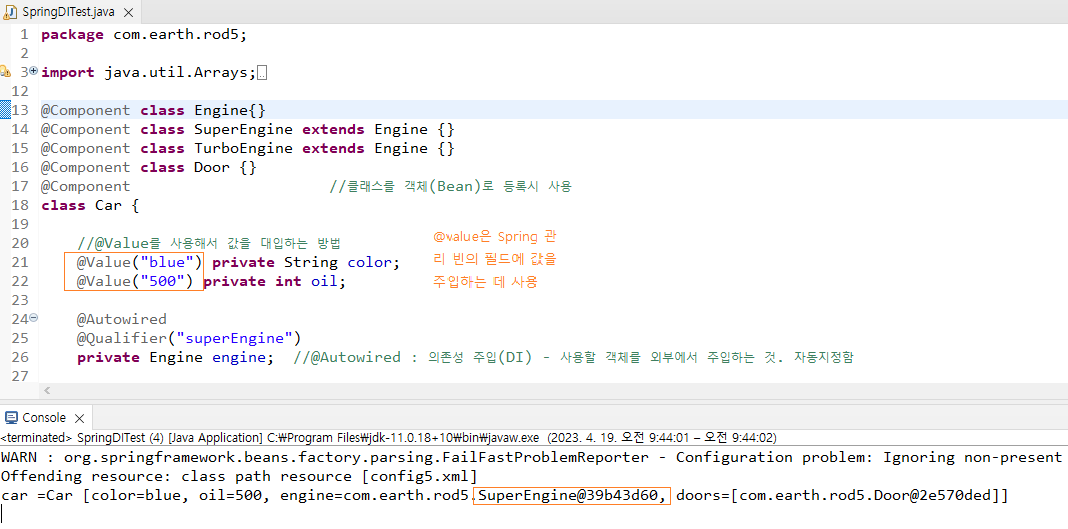 SpringDITest.java
1 package com.earth.rod5;
2
3 import java.util.Arrays;
12
13 @Component class Engine{}
14 @Component class SuperEngine extends Engine {}
15 @Component class TurboEngine extends Engine {}
16 @Component class Door {}
17 @Component //클래스를 객체(Bean)로 등록시 사용
18 class Car {
19
20 //@Value를 사용해서 값을 대입하는 방법
21 @Value("blue") private String color;
22 @Value("500") private int oil;
@value은 Spring 관
리 빈의 필드에 값을
주입하는 데 사용
23
24 @Autowired
25 @Qualifier("superEngine")
26 private Engine engine; //@Autowired : 의존성 주입(DI) - 사용할 객체를 외부에서 주입하는 것. 자동지정함
27
Console
<terminated> SpringDITest (4) [Java Application] C:₩Program Files₩jdk-11.0.18+10₩bin₩javaw.exe (2023. 4. 19. 오전 9:44:01 – 오전 9:44:02)
WARN : org.springframework.beans.factory.parsing.FailFastProblemReporter - Configuration problem: Ignoring non-present
Offending resource: class path resource [config5.xml]
car =Car [color=blue, oil=500, engine=com.earth.rod5.SuperEngine@39b43d60, doors=[com.earth.rod5.Door@2e570ded]]